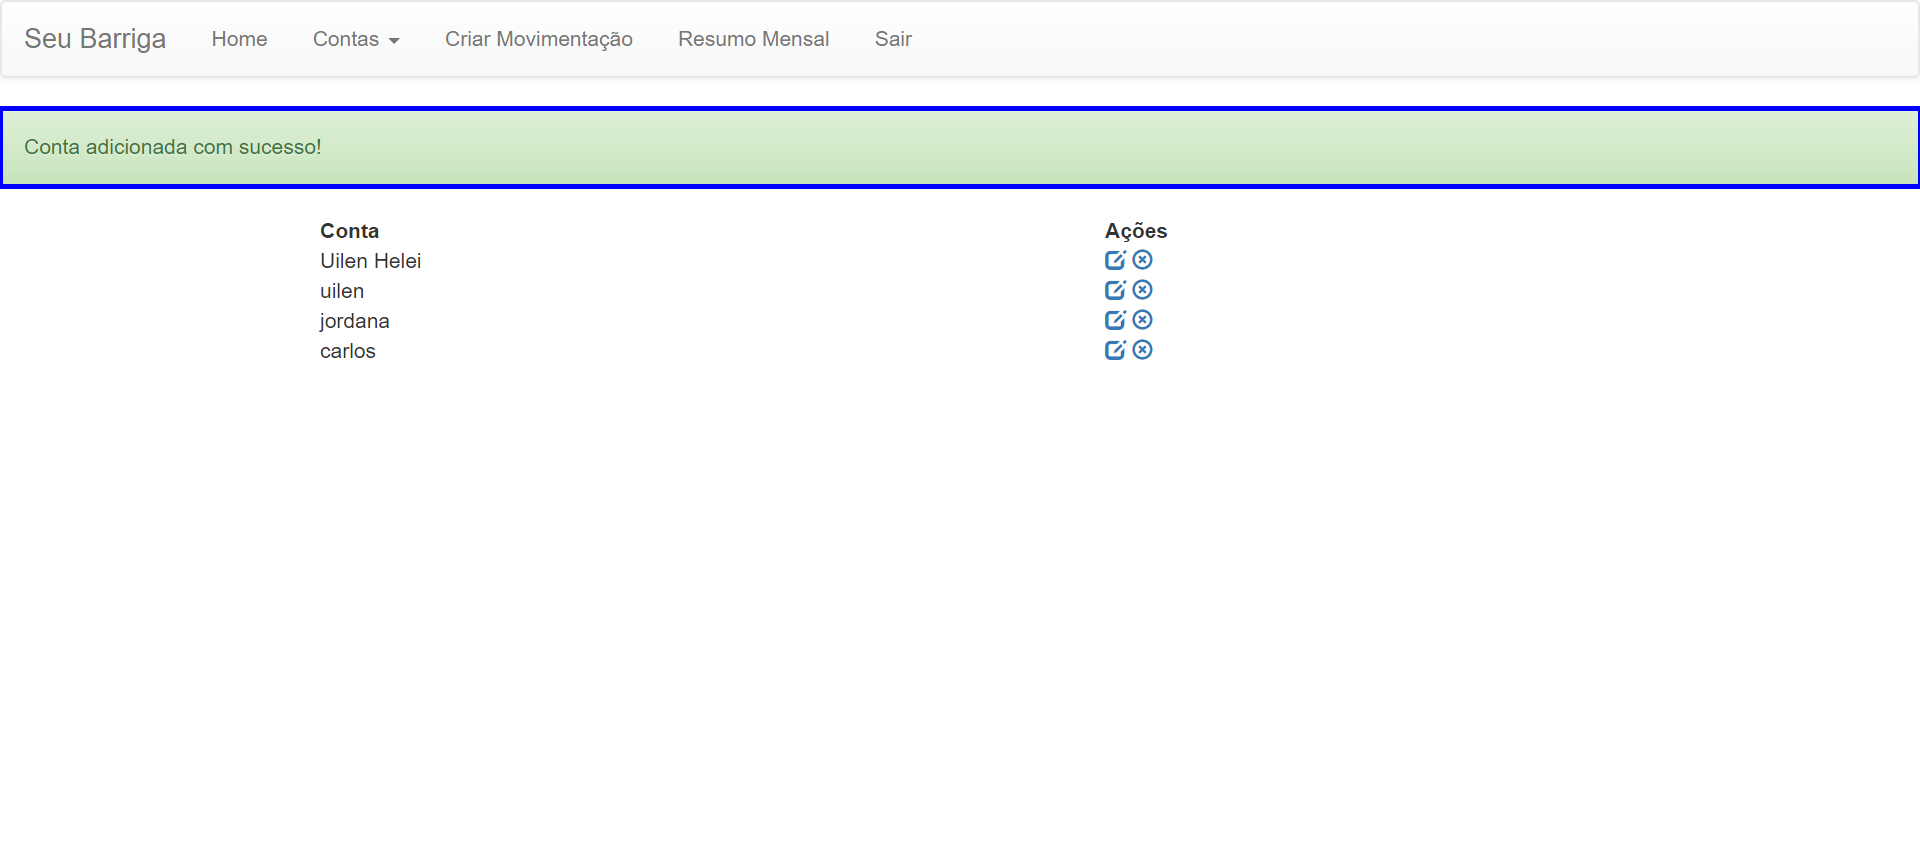 Seu Barriga Home Contas Criar Movimentação Resumo Mensal Sair
Conta adicionada com sucesso!
Conta Ações
Uilen Helei
uilen
jordana
carlos